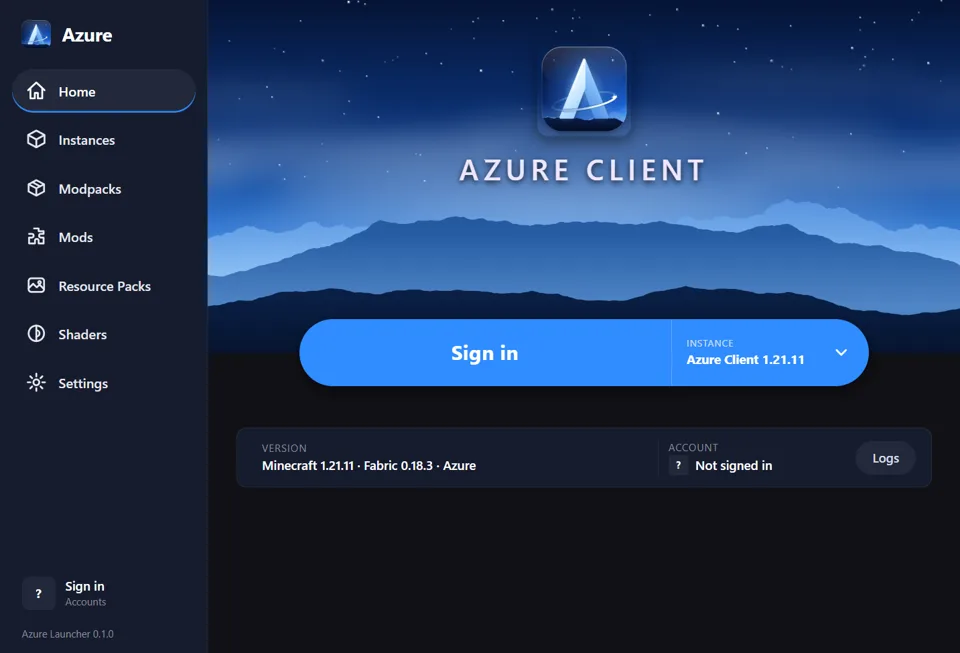 Azure
Home
Instances
Modpacks
Mods
Resource Packs
Shaders
Settings
?
Sign in
Accounts
Azure Launcher 0.1.0
AZURE CLIENT
Sign in
INSTANCE
Azure Client 1.21.11
VERSION
Minecraft 1.21.11 · Fabric 0.18.3 · Azure
ACCOUNT
? Not signed in
Logs